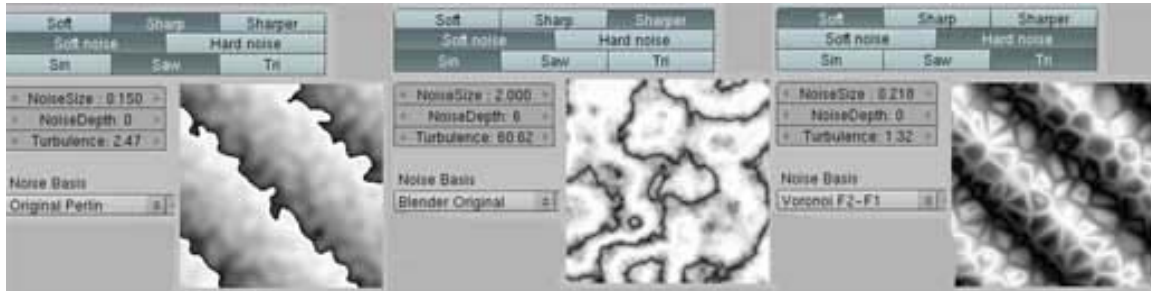 Soft Sharp Sharper
Soft noise Hard noise
Sin Saw Tri
NoiseSize : 0.150
NoiseDepth: 0
Turbulence: 2.47
Noise Basis
Original Perlin
Soft Sharp Sharper
Soft noise Hard noise
Sin Saw Tri
NoiseSize : 2.000
NoiseDepth: 6
Turbulence: 60.62
Noise Basis
Blender Original
Soft Sharp Sharper
Soft noise Hard noise
Sin Saw Tri
NoiseSize : 0.218
NoiseDepth: 0
Turbulence: 1.32
Noise Basis
Voronoi F2-F1